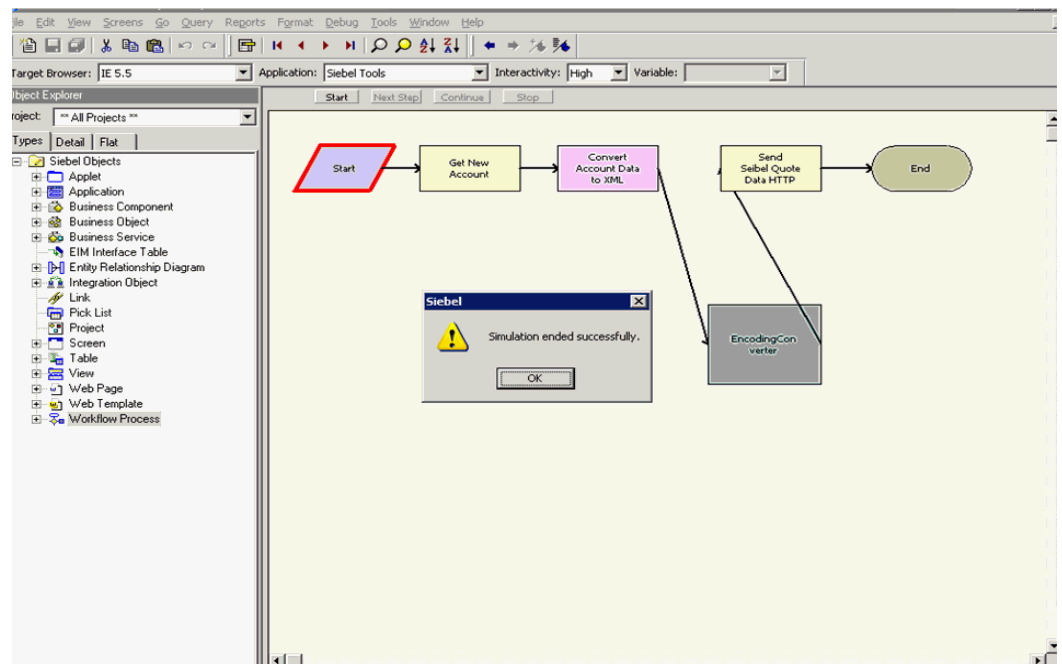 ile Edit View Screens Go Query Reports Format Debug Tools Window Help
Target Browser: IE 5.5 Application: Siebel Tools Interactivity: High Variable:
Object Explorer
Start Next Step Continue Stop
roject: ** All Projects **
Types Detail Flat
Siebel Objects
Applet
Application
Business Component
Business Object
Business Service
EIM Interface Table
Entity Relationship Diagram
Integration Object
Link
Pick List
Project
Screen
Table
View
Web Page
Web Template
Workflow Process
Start
Get New
Account
Convert
Account Data
to XML
Send
Seibel Quote
Data HTTP
End
EncodingCon
verter
Siebel
Simulation ended successfully.
OK